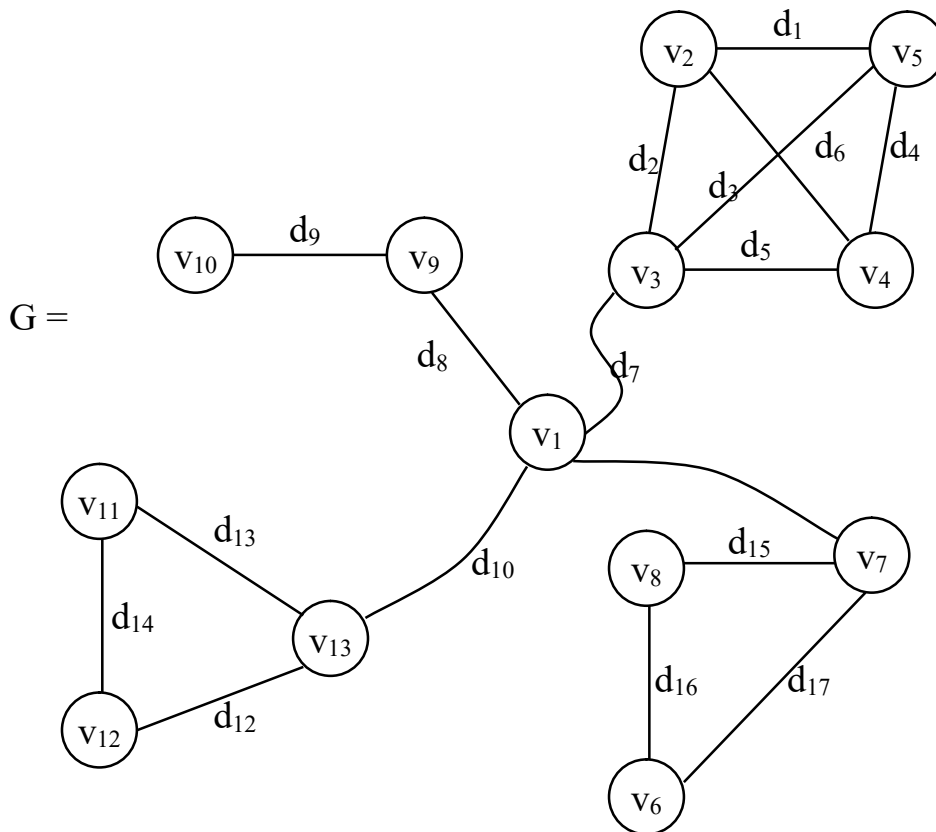 d₁
v₂
v₅
d₂
d₆
d₄
d₃
d₉
d₅
v₁₀
v₉
v₃
v₄
G =
d₈
d₇
v₁
v₁₁
d₁₃
d₁₀
d₁₅
v₈
v₇
d₁₄
v₁₃
d₁₆
d₁₇
d₁₂
v₁₂
v₆